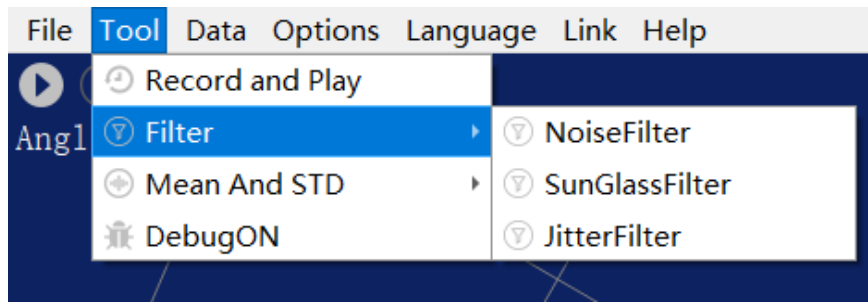 File Tool Data Options Language Link Help
Record and Play
Angl
Filter
NoiseFilter
Mean And STD
SunGlassFilter
DebugON
JitterFilter